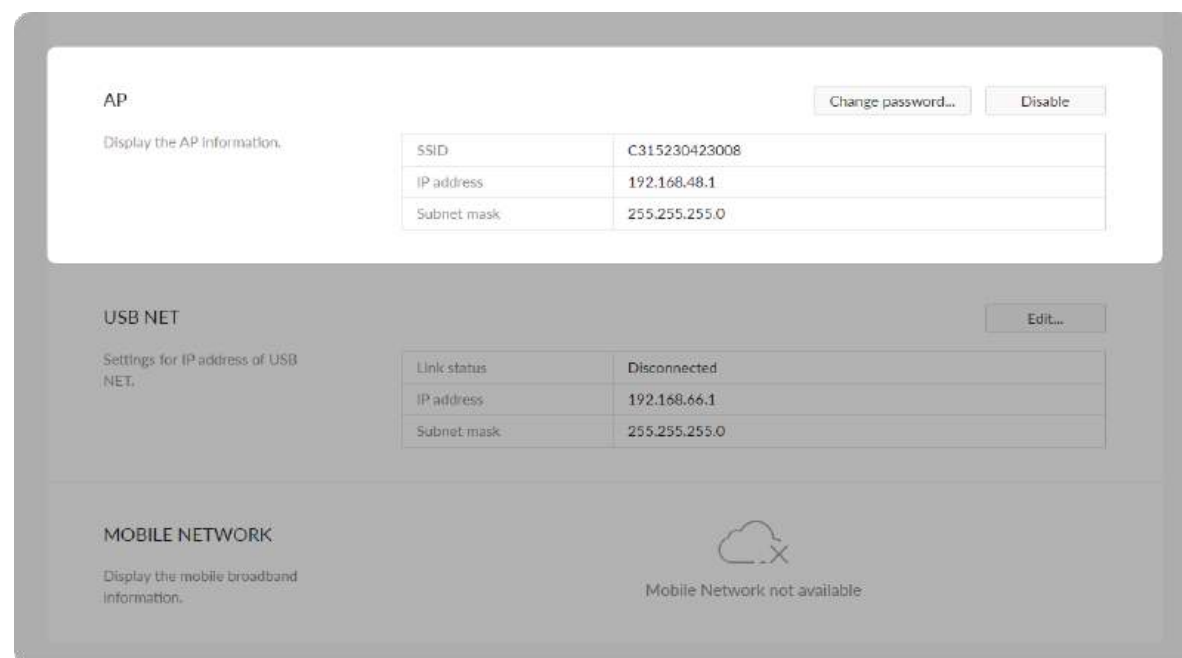 AP
Change password...
Disable
Display the AP information.
SSID
C315230423008
IP address
192.168.48.1
Subnet mask
255.255.255.0
USB NET
Edit...
Settings for IP address of USB
NET.
Link status
Disconnected
IP address
192.168.66.1
Subnet mask
255.255.255.0
MOBILE NETWORK
Display the mobile broadband
information.
Mobile Network not available